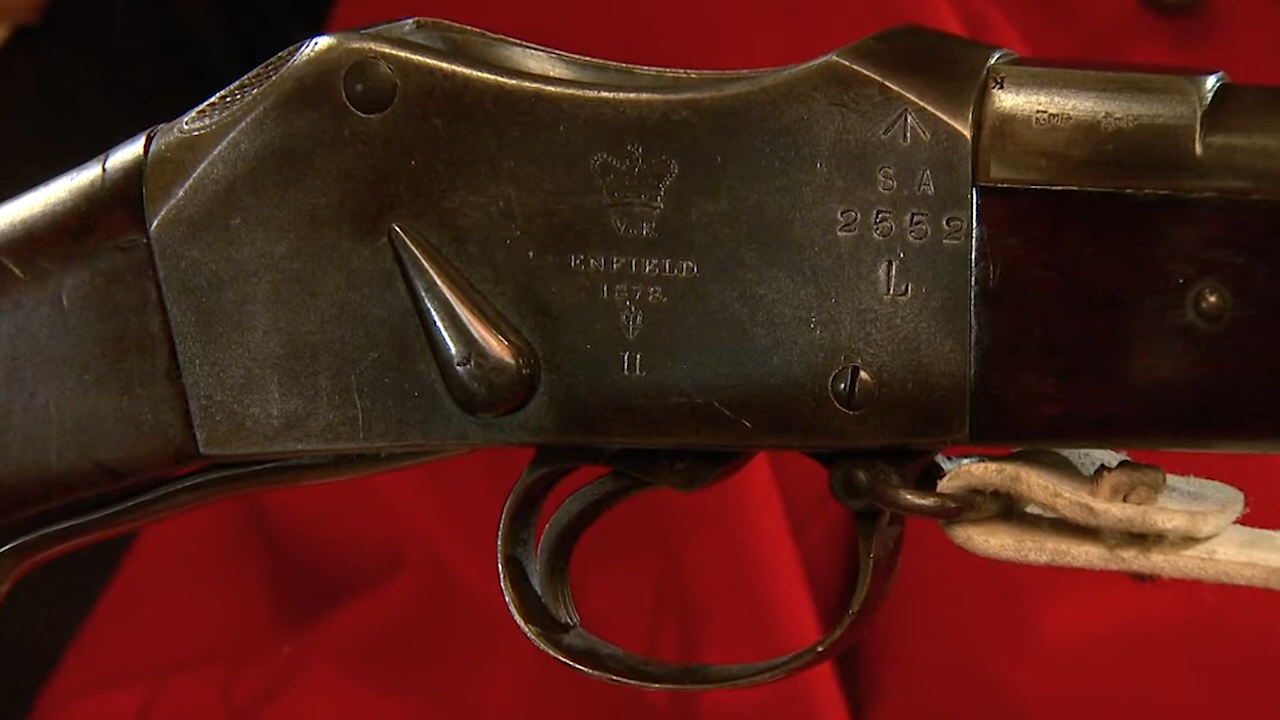 V.R.
ENFIELD
1878.
II.
S A
2552
L